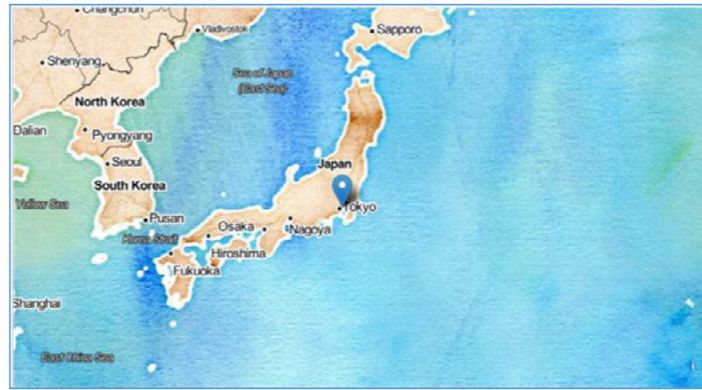 Changchun
Vladivostok
Sapporo
Shenyang
Sea of Japan
(East Sea)
North Korea
Dalian
Pyongyang
Seoul
Japan
South Korea
Yellow Sea
Tokyo
Pusan
Osaka
Nagoya
Korea Strait
Hiroshima
Fukuoka
Shanghai
East China Sea